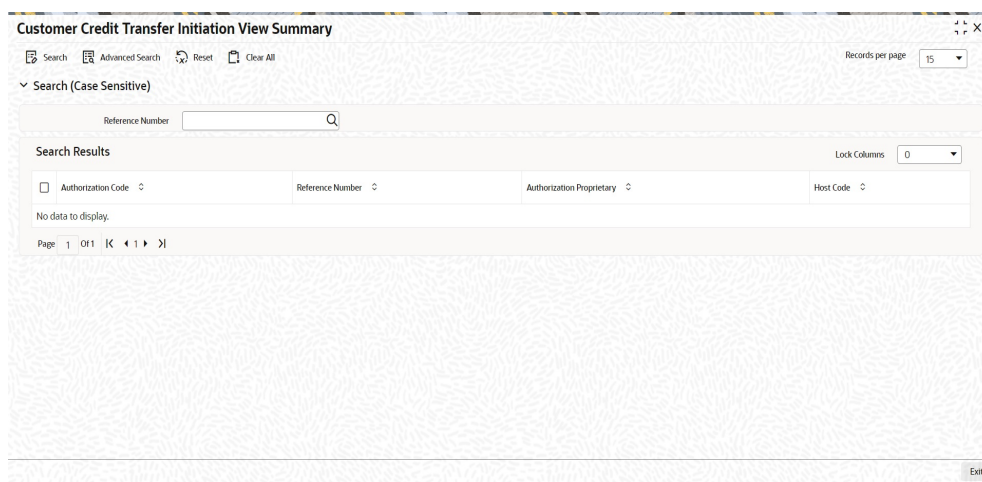 Customer Credit Transfer Initiation View Summary
Search Advanced Search Reset Clear All Records per page 15
Search (Case Sensitive)
Reference Number
Search Results Lock Columns 0
Authorization Code Reference Number Authorization Proprietary Host Code
No data to display.
Page 1 Of 1 1
Exit